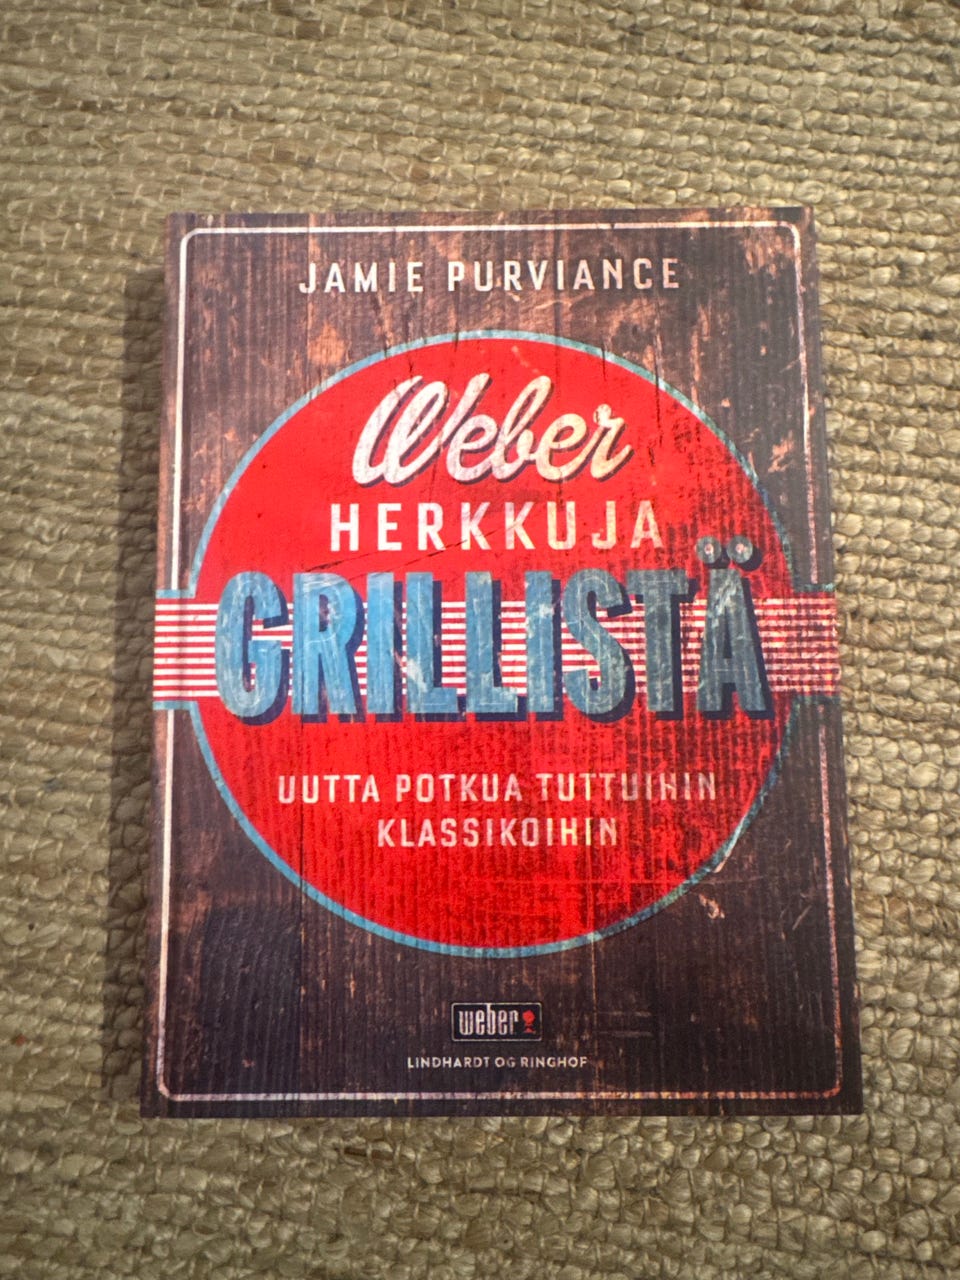 JAMIE PURVIANCE
Weber
HERKKUJA
GRILLISTÄ
UUTTA POTKUA TUTTUIHIN
KLASSIKOIHIN
weber
LINDHARDT OG RINGHOF